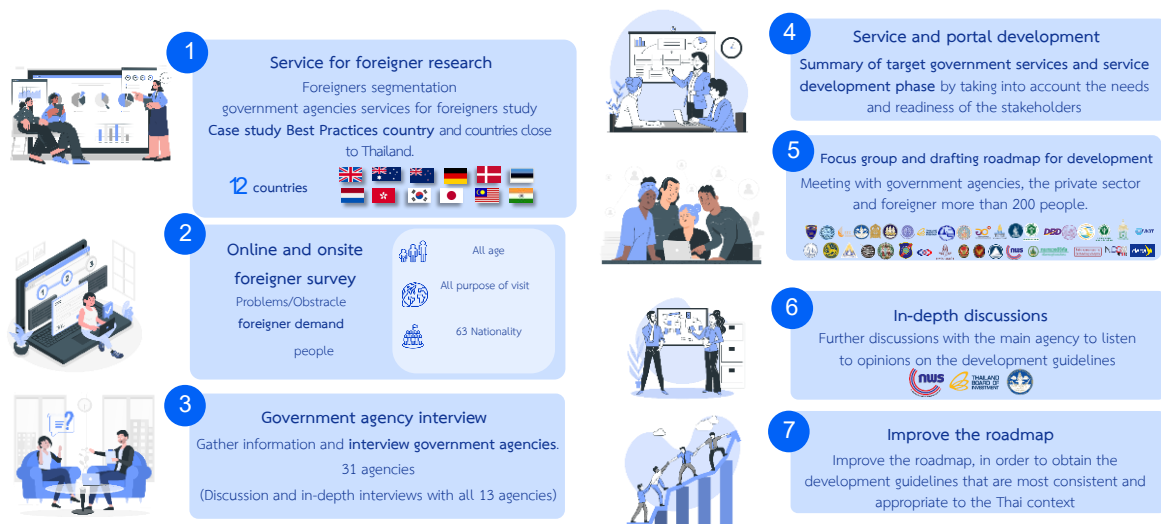 1
Service for foreigner research
Foreigners segmentation
government agencies services for foreigners study
Case study Best Practices country and countries close
to Thailand.
12 countries
2
Online and onsite
foreigner survey
Problems/Obstracle
foreigner demand
people
All age
All purpose of visit
63 Nationality
3
Government agency interview
Gather information and interview government agencies.
31 agencies
(Discussion and in-depth interviews with all 13 agencies)
4
Service and portal development
Summary of target government services and service
development phase by taking into account the needs
and readiness of the stakeholders
5
Focus group and drafting roadmap for development
Meeting with government agencies, the private sector
and foreigner more than 200 people.
DBD
6
In-depth discussions
Further discussions with the main agency to listen
to opinions on the development guidelines
กพร
THAILAND
BOARD OF
INVESTMENT
7
Improve the roadmap
Improve the roadmap, in order to obtain the
development guidelines that are most consistent and
appropriate to the Thai context